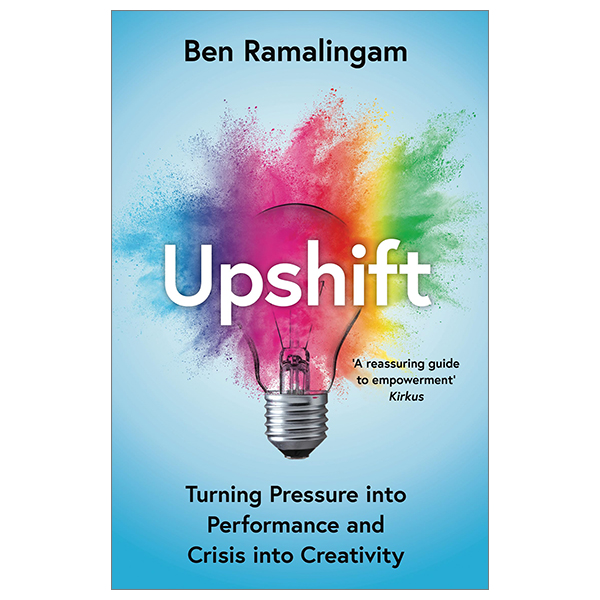 Ben Ramalingam
Upshift
'A reassuring guide
to empowerment'
Kirkus
Turning Pressure into
Performance and
Crisis into Creativity